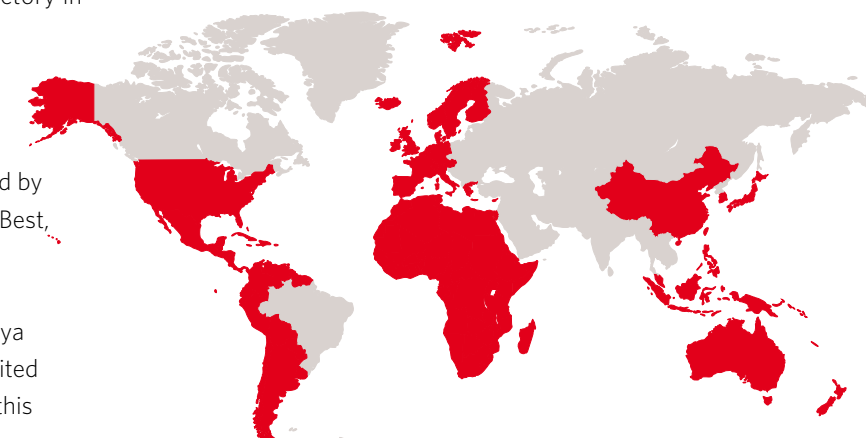 ctory in
d by
Best,
ya
ited
this